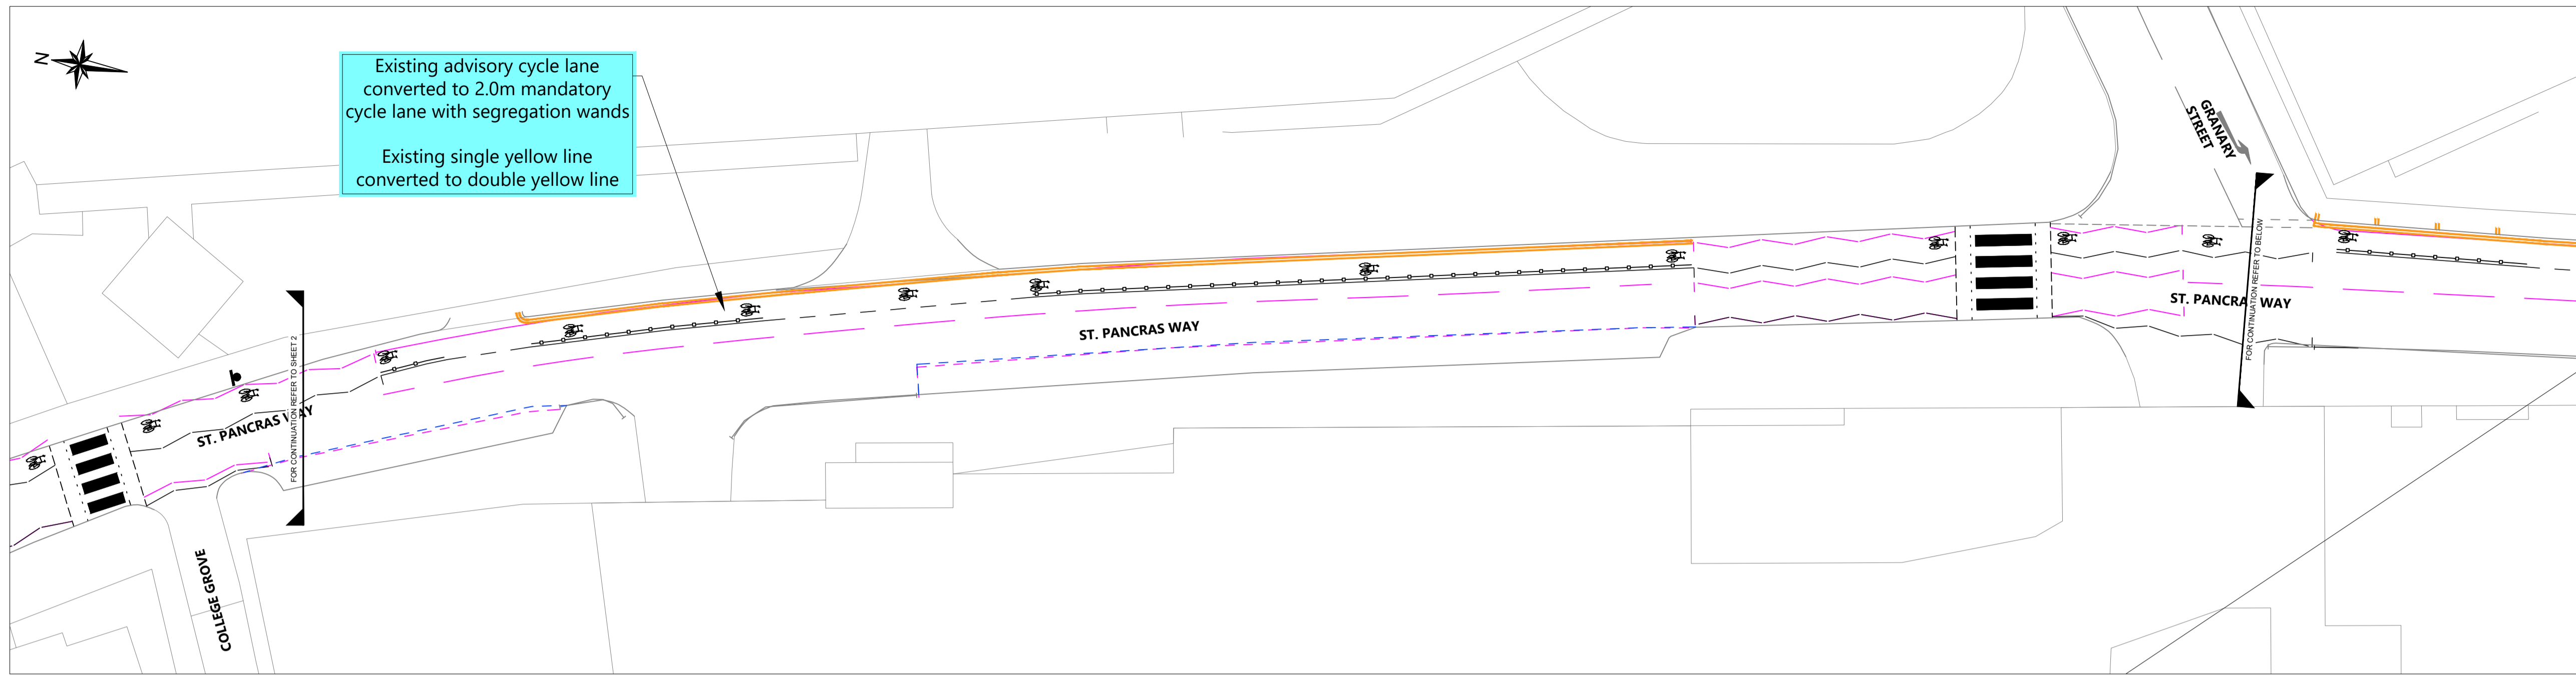 N
Existing advisory cycle lane
converted to 2.0m mandatory
cycle lane with segregation wands
Existing single yellow line
converted to double yellow line
GRANARY
STREET
ST. PANCRAS WAY
FOR CONTINUATION REFER TO SHEET 2
ST. PANCRAS WAY
ST. PANCRAS WAY
FOR CONTINUATION REFER TO BELOW
COLLEGE GROVE